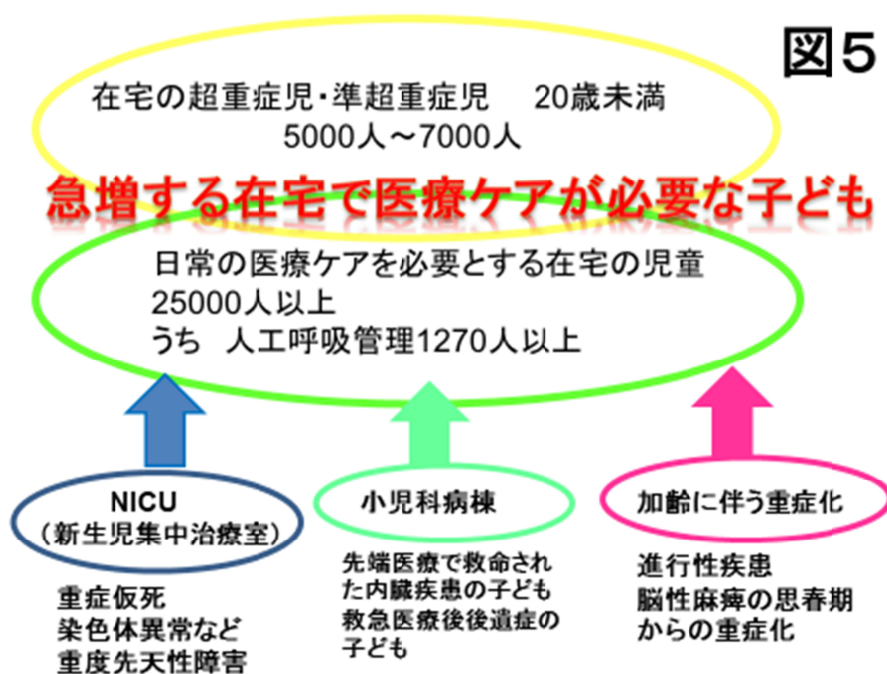 図5
在宅の超重症児・準超重症児 20歳未満
5000人～7000人
急増する在宅で医療ケアが必要な子ども
日常の医療ケアを必要とする在宅の児童
25000人以上
うち 人工呼吸管理1270人以上
NICU
（新生児集中治療室）
重症仮死
染色体異常など
重度先天性障害
小児科病棟
先端医療で救命され
た内臓疾患の子ども
救急医療後後遺症の
子ども
加齢に伴う重症化
進行性疾患
脳性麻痺の思春期
からの重症化